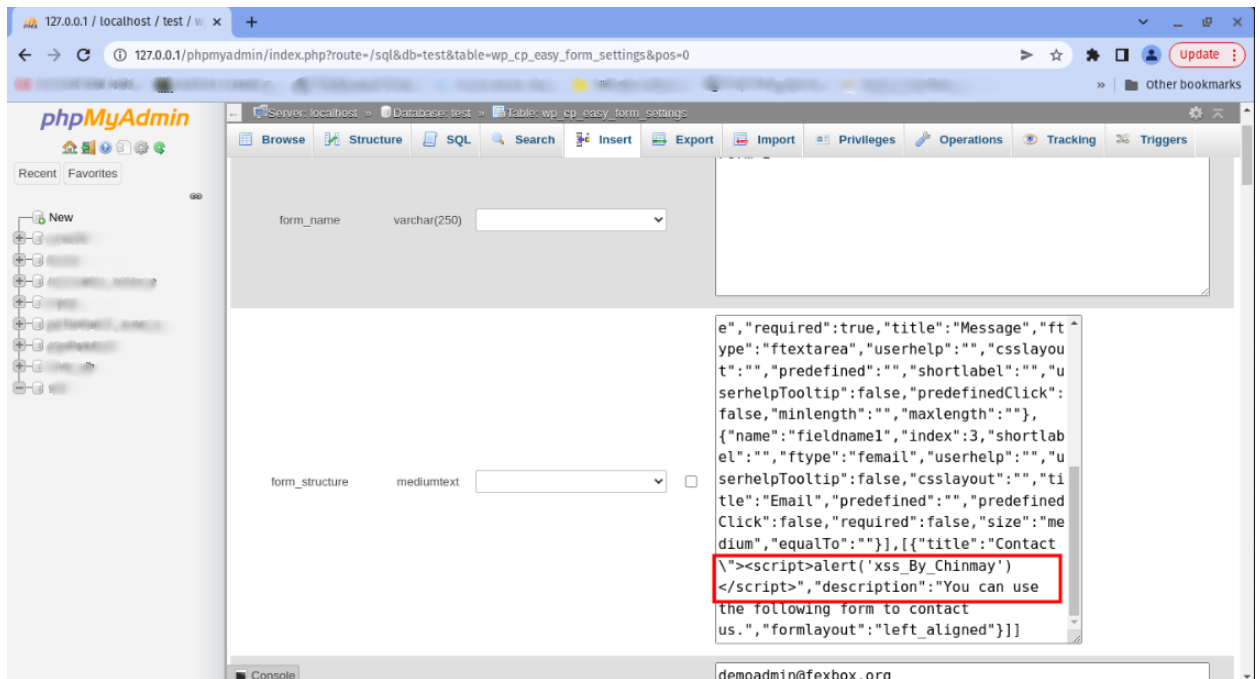 127.0.0.1 / localhost / test / w
127.0.0.1/phpmyadmin/index.php?route=/sql&db=test&table=wp_cp_easy_form_settings&pos=0
Update
Other bookmarks
phpMyAdmin
Recent Favorites
New
Server: localhost » Database: test » Table: wp_cp_easy_form_settings
Browse Structure SQL Search Insert Export Import Privileges Operations Tracking Triggers
form_name varchar(250)
form_structure mediumtext
e","required":true,"title":"Message","ft
ype":"ftextarea","userhelp":"","csslayou
t":"","predefined":"","shortlabel":"","u
serhelpTooltip":false,"predefinedClick":
false,"minlength":"","maxlength":""},
{"name":"fieldname1","index":3,"shortlab
el":"","ftype":"femail","userhelp":"","u
serhelpTooltip":false,"csslayout":"","ti
tle":"Email","predefined":"","predefined
Click":false,"required":false,"size":"me
dium","equalTo":""}],[{"title":"Contact
\"><script>alert('xss_By_Chinmay')
</script>","description":"You can use
the following form to contact
us.","formlayout":"left_aligned"}]]
Console
demoadmin@fexbox.org